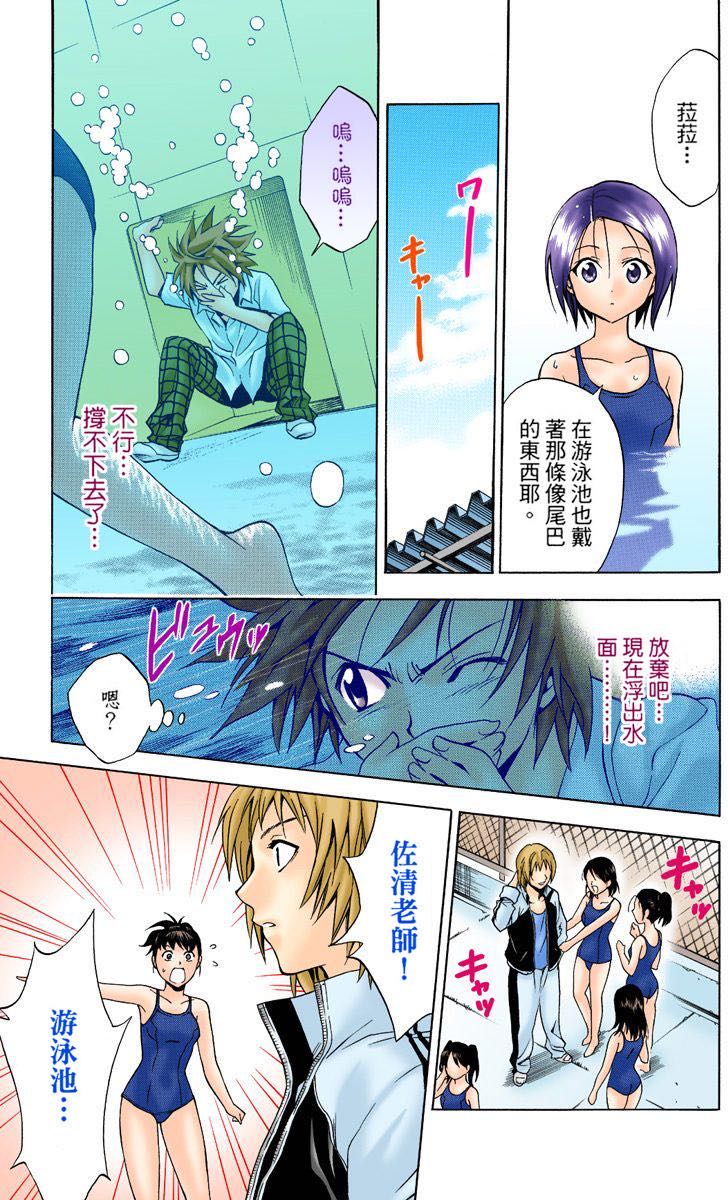 菈菈…
在游泳池也戴
著那條像尾巴
的東西耶。
ワー
キャー
嗚…嗚嗚…
不行…
撐不下去了…
放棄吧…
現在浮出水
面………！
ビュウッ
嗯？
キャッ
キャッ
佐清老師！
游泳池…